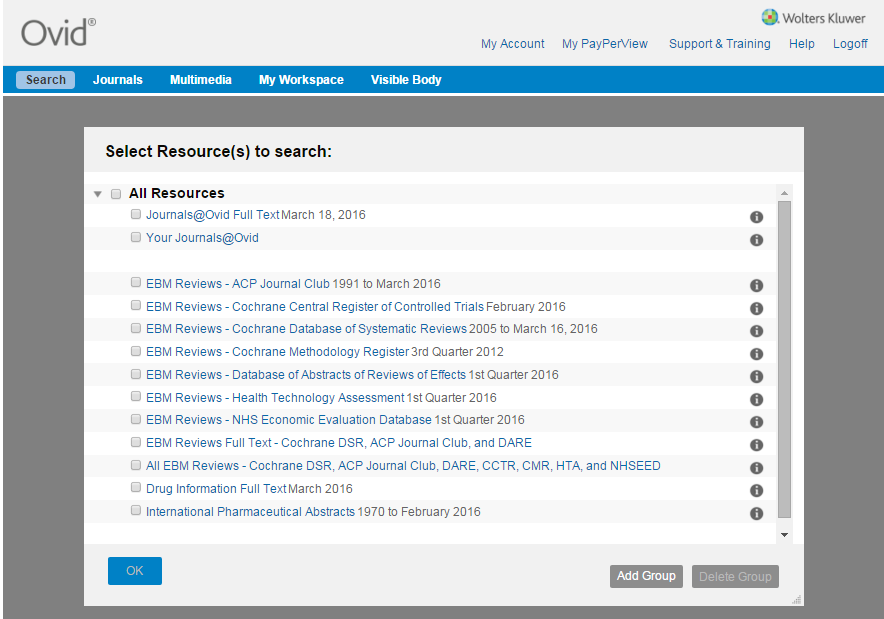 Ovid®
Wolters Kluwer
My Account My PayPerView Support & Training Help Logoff
Search Journals Multimedia My Workspace Visible Body
Select Resource(s) to search:
All Resources
Journals@Ovid Full Text March 18, 2016
Your Journals@Ovid
EBM Reviews - ACP Journal Club 1991 to March 2016
EBM Reviews - Cochrane Central Register of Controlled Trials February 2016
EBM Reviews - Cochrane Database of Systematic Reviews 2005 to March 16, 2016
EBM Reviews - Cochrane Methodology Register 3rd Quarter 2012
EBM Reviews - Database of Abstracts of Reviews of Effects 1st Quarter 2016
EBM Reviews - Health Technology Assessment 1st Quarter 2016
EBM Reviews - NHS Economic Evaluation Database 1st Quarter 2016
EBM Reviews Full Text - Cochrane DSR, ACP Journal Club, and DARE
All EBM Reviews - Cochrane DSR, ACP Journal Club, DARE, CCTR, CMR, HTA, and NHSEED
Drug Information Full Text March 2016
International Pharmaceutical Abstracts 1970 to February 2016
OK Add Group Delete Group